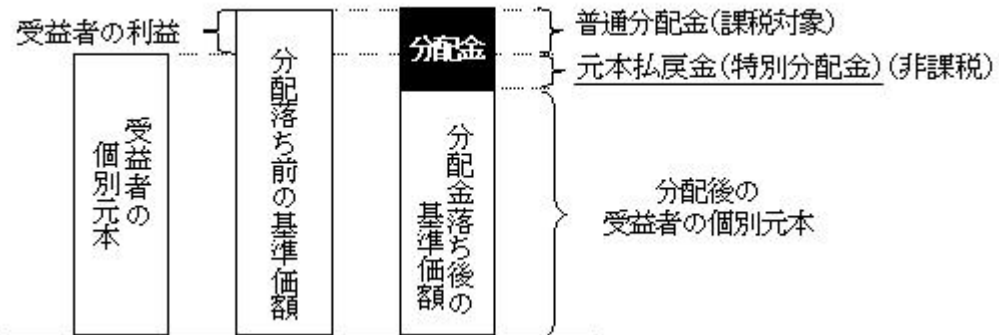 受益者の利益
受益者の
個別元本
分配落ち前の基準価額
分配金
分配金落ち後の
基準価額
普通分配金(課税対象)
元本払戻金(特別分配金)(非課税)
分配後の
受益者の個別元本